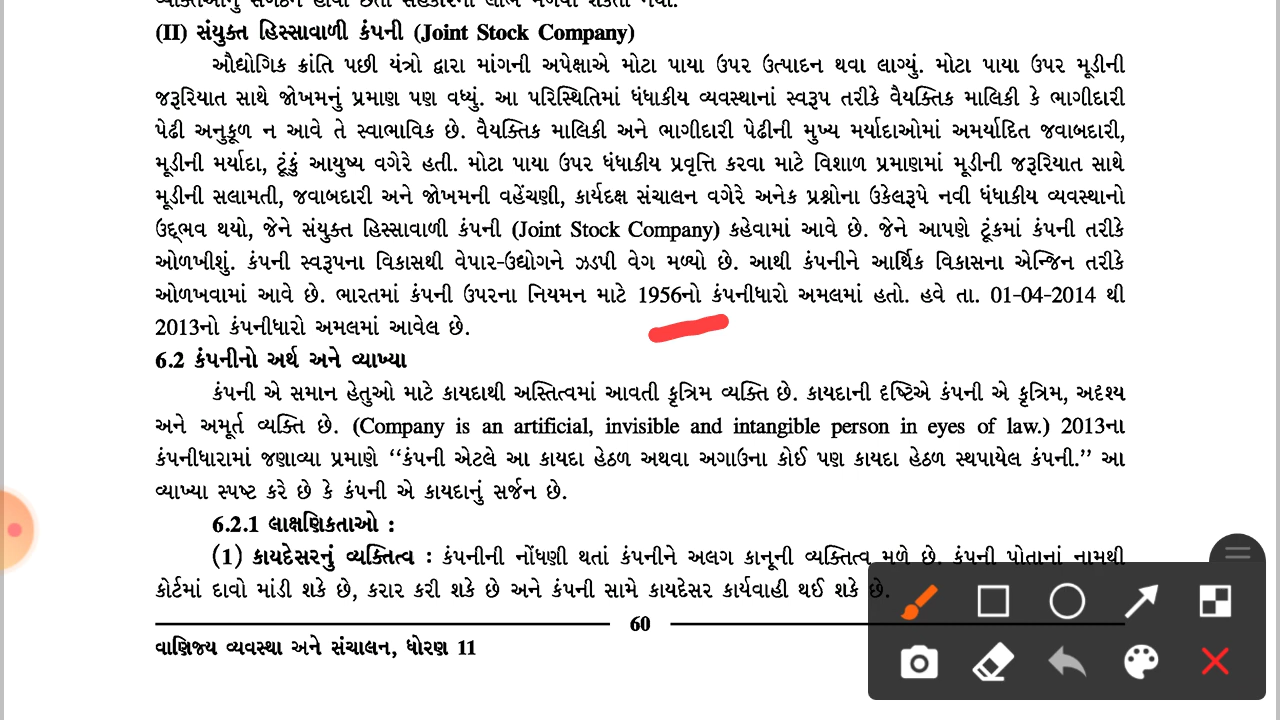 વ્યક્તિઓનું સંગઠન હોવા છતાં સહકારના લાભ મેળવી શકતી નથી.
(II) સંયુક્ત હિસ્સાવાળી કંપની (Joint Stock Company)
ઔદ્યોગિક ક્રાંતિ પછી યંત્રો દ્વારા માંગની અપેક્ષાએ મોટા પાયા ઉપર ઉત્પાદન થવા લાગ્યું. મોટા પાયા ઉપર મૂડીની
જરૂરિયાત સાથે જોખમનું પ્રમાણ પણ વધ્યું. આ પરિસ્થિતિમાં ધંધાકીય વ્યવસ્થાનાં સ્વરૂપ તરીકે વૈયક્તિક માલિકી કે ભાગીદારી
પેઢી અનુકૂળ ન આવે તે સ્વાભાવિક છે. વૈયક્તિક માલિકી અને ભાગીદારી પેઢીની મુખ્ય મર્યાદાઓમાં અમર્યાદિત જવાબદારી,
મૂડીની મર્યાદા, ટૂંકું આયુષ્ય વગેરે હતી. મોટા પાયા ઉપર ધંધાકીય પ્રવૃત્તિ કરવા માટે વિશાળ પ્રમાણમાં મૂડીની જરૂરિયાત સાથે
મૂડીની સલામતી, જવાબદારી અને જોખમની વહેંચણી, કાર્યદક્ષ સંચાલન વગેરે અનેક પ્રશ્નોના ઉકેલરૂપે નવી ધંધાકીય વ્યવસ્થાનો
ઉદ્‌ભવ થયો, જેને સંયુક્ત હિસ્સાવાળી કંપની (Joint Stock Company) કહેવામાં આવે છે. જેને આપણે ટૂંકમાં કંપની તરીકે
ઓળખીશું. કંપની સ્વરૂપના વિકાસથી વેપાર-ઉદ્યોગને ઝડપી વેગ મળ્યો છે. આથી કંપનીને આર્થિક વિકાસના એન્જિન તરીકે
ઓળખવામાં આવે છે. ભારતમાં કંપની ઉપરના નિયમન માટે 1956નો કંપનીધારો અમલમાં હતો. હવે તા. 01-04-2014 થી
2013નો કંપનીધારો અમલમાં આવેલ છે.
6.2 કંપનીનો અર્થ અને વ્યાખ્યા
કંપની એ સમાન હેતુઓ માટે કાયદાથી અસ્તિત્વમાં આવતી કૃત્રિમ વ્યક્તિ છે. કાયદાની દૃષ્ટિએ કંપની એ કૃત્રિમ, અદૃશ્ય
અને અમૂર્ત વ્યક્તિ છે. (Company is an artificial, invisible and intangible person in eyes of law.) 2013ના
કંપનીધારામાં જણાવ્યા પ્રમાણે “કંપની એટલે આ કાયદા હેઠળ અથવા અગાઉના કોઈ પણ કાયદા હેઠળ સ્થપાયેલ કંપની.” આ
વ્યાખ્યા સ્પષ્ટ કરે છે કે કંપની એ કાયદાનું સર્જન છે.
6.2.1 લાક્ષણિકતાઓ :
(1) કાયદેસરનું વ્યક્તિત્વ : કંપનીની નોંધણી થતાં કંપનીને અલગ કાનૂની વ્યક્તિત્વ મળે છે. કંપની પોતાનાં નામથી
કોર્ટમાં દાવો માંડી શકે છે, કરાર કરી શકે છે અને કંપની સામે કાયદેસર કાર્યવાહી થઈ શકે છે.
60
વાણિજ્ય વ્યવસ્થા અને સંચાલન, ધોરણ 11